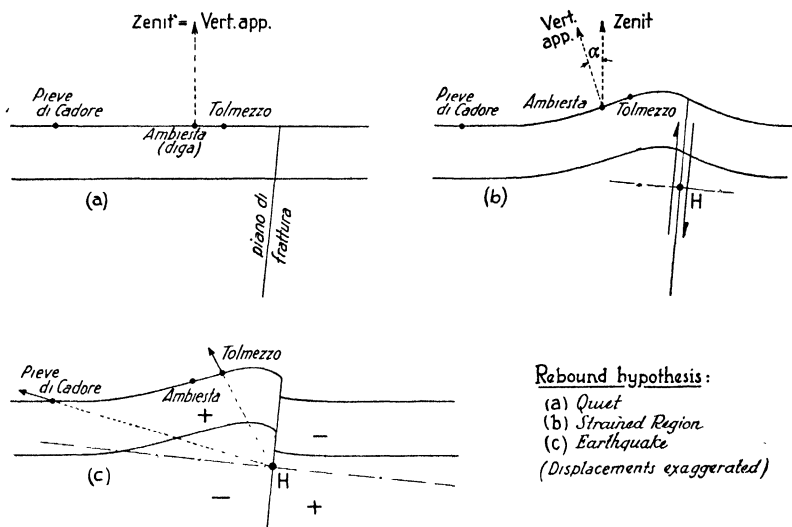 Zenit = Vert. app.
Pieve
di Cadore
Tolmezzo
Ambiesta
(diga)
(a)
piano di
frattura
Vert.
app.
Zenit
α
Ambiesta
Tolmezzo
Pieve
di Cadore
(b)
H
Pieve
di Cadore
Tolmezzo
Ambiesta
+
−
(c)
H
−
+
Rebound hypothesis:
(a) Quiet
(b) Strained Region
(c) Earthquake
(Displacements exaggerated)